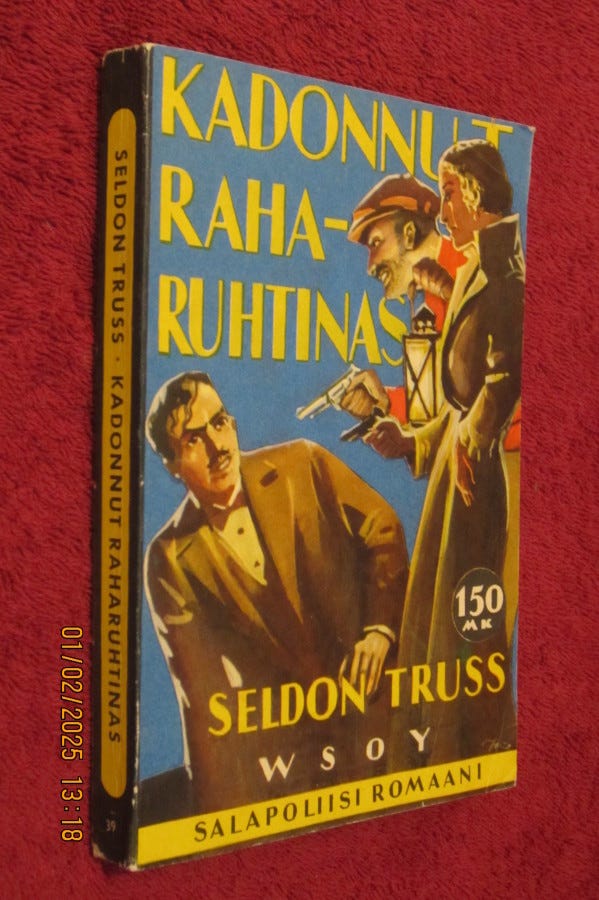 KADONNUT
RAHA-
RUHTINAS
150
MK
SELDON TRUSS
WSOY
SALAPOLIISI ROMAANI
SELDON TRUSS · KADONNUT RAHARUHTINAS
39
01/02/2025 13:18